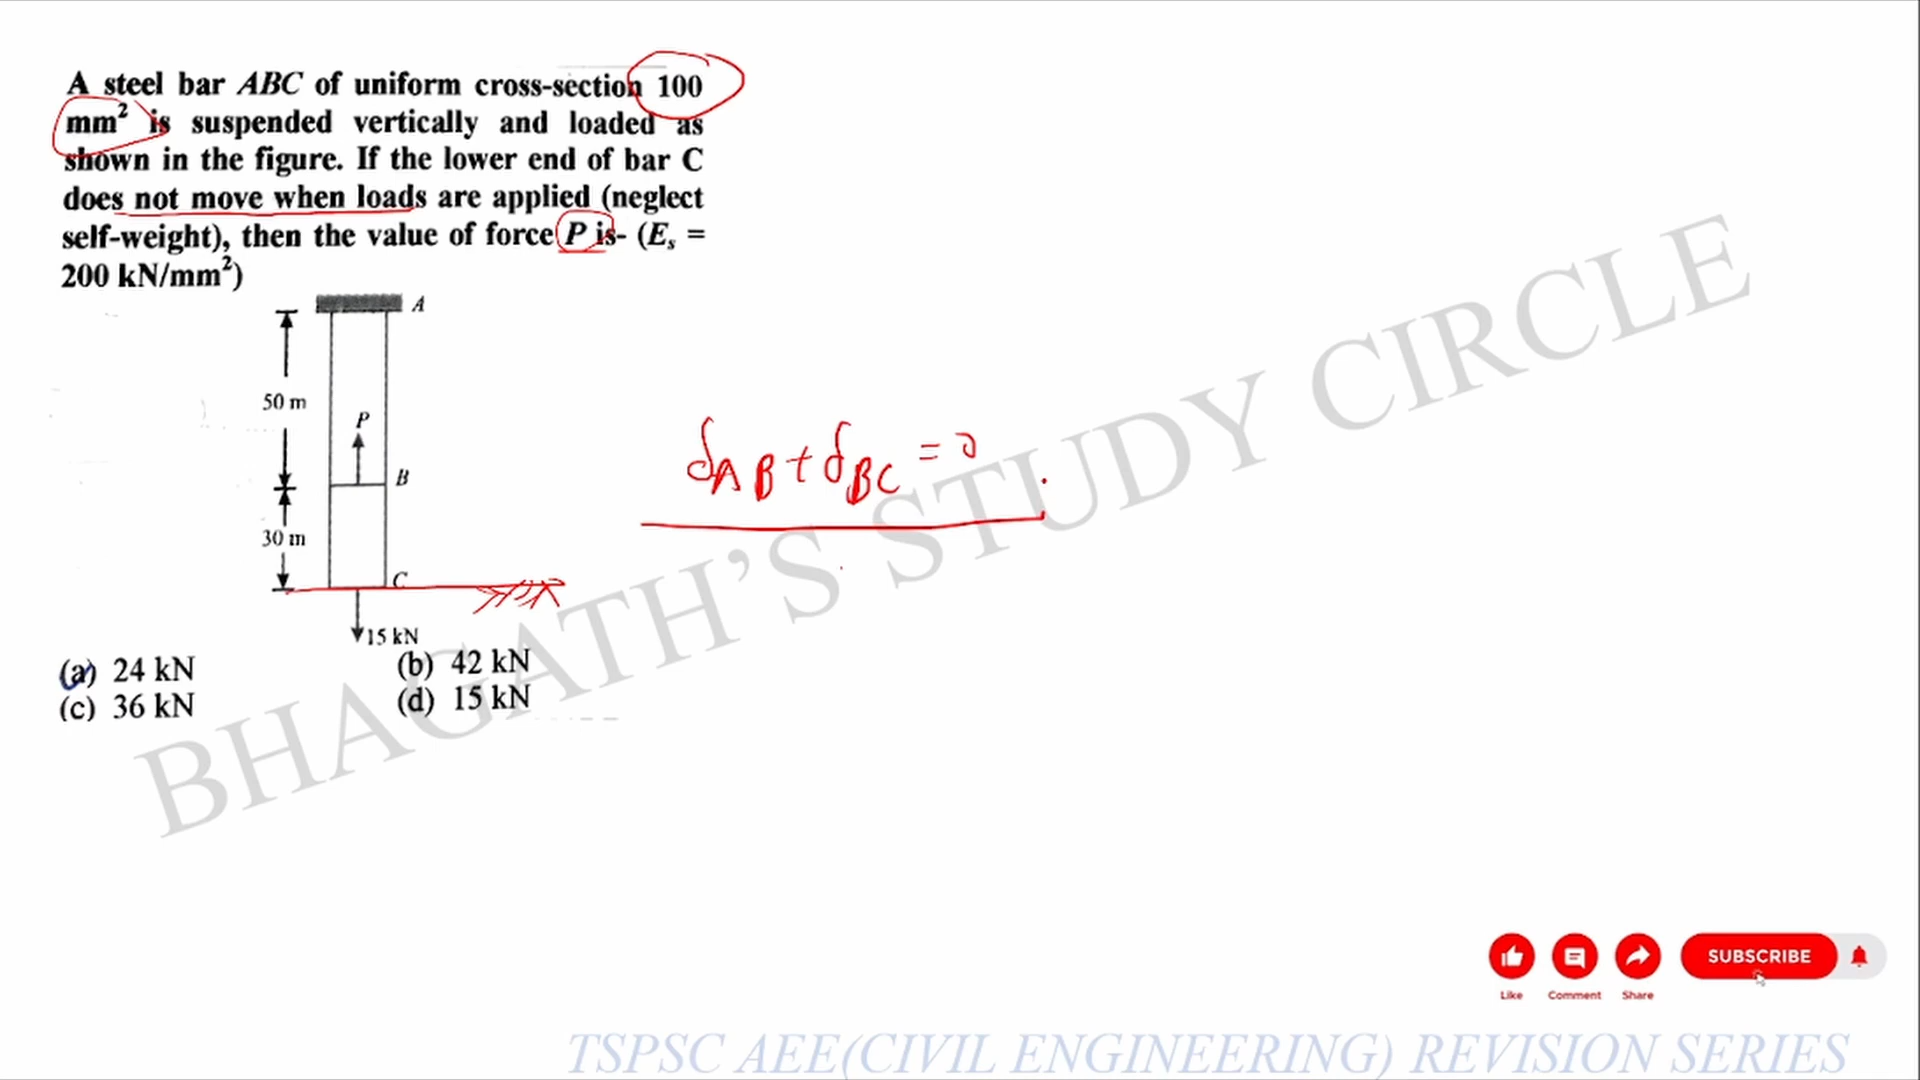 A steel bar ABC of uniform cross-section 100
mm² is suspended vertically and loaded as
shown in the figure. If the lower end of bar C
does not move when loads are applied (neglect
self-weight), then the value of force P is- (Eₛ =
200 kN/mm²)
A
50 m
P
B
30 m
C
15 kN
(a) 24 kN
(b) 42 kN
(c) 36 kN
(d) 15 kN
δAB + δBC = 0
BHAGATH'S STUDY CIRCLE
Like
Comment
Share
SUBSCRIBE
TSPSC AEE(CIVIL ENGINEERING) REVISION SERIES